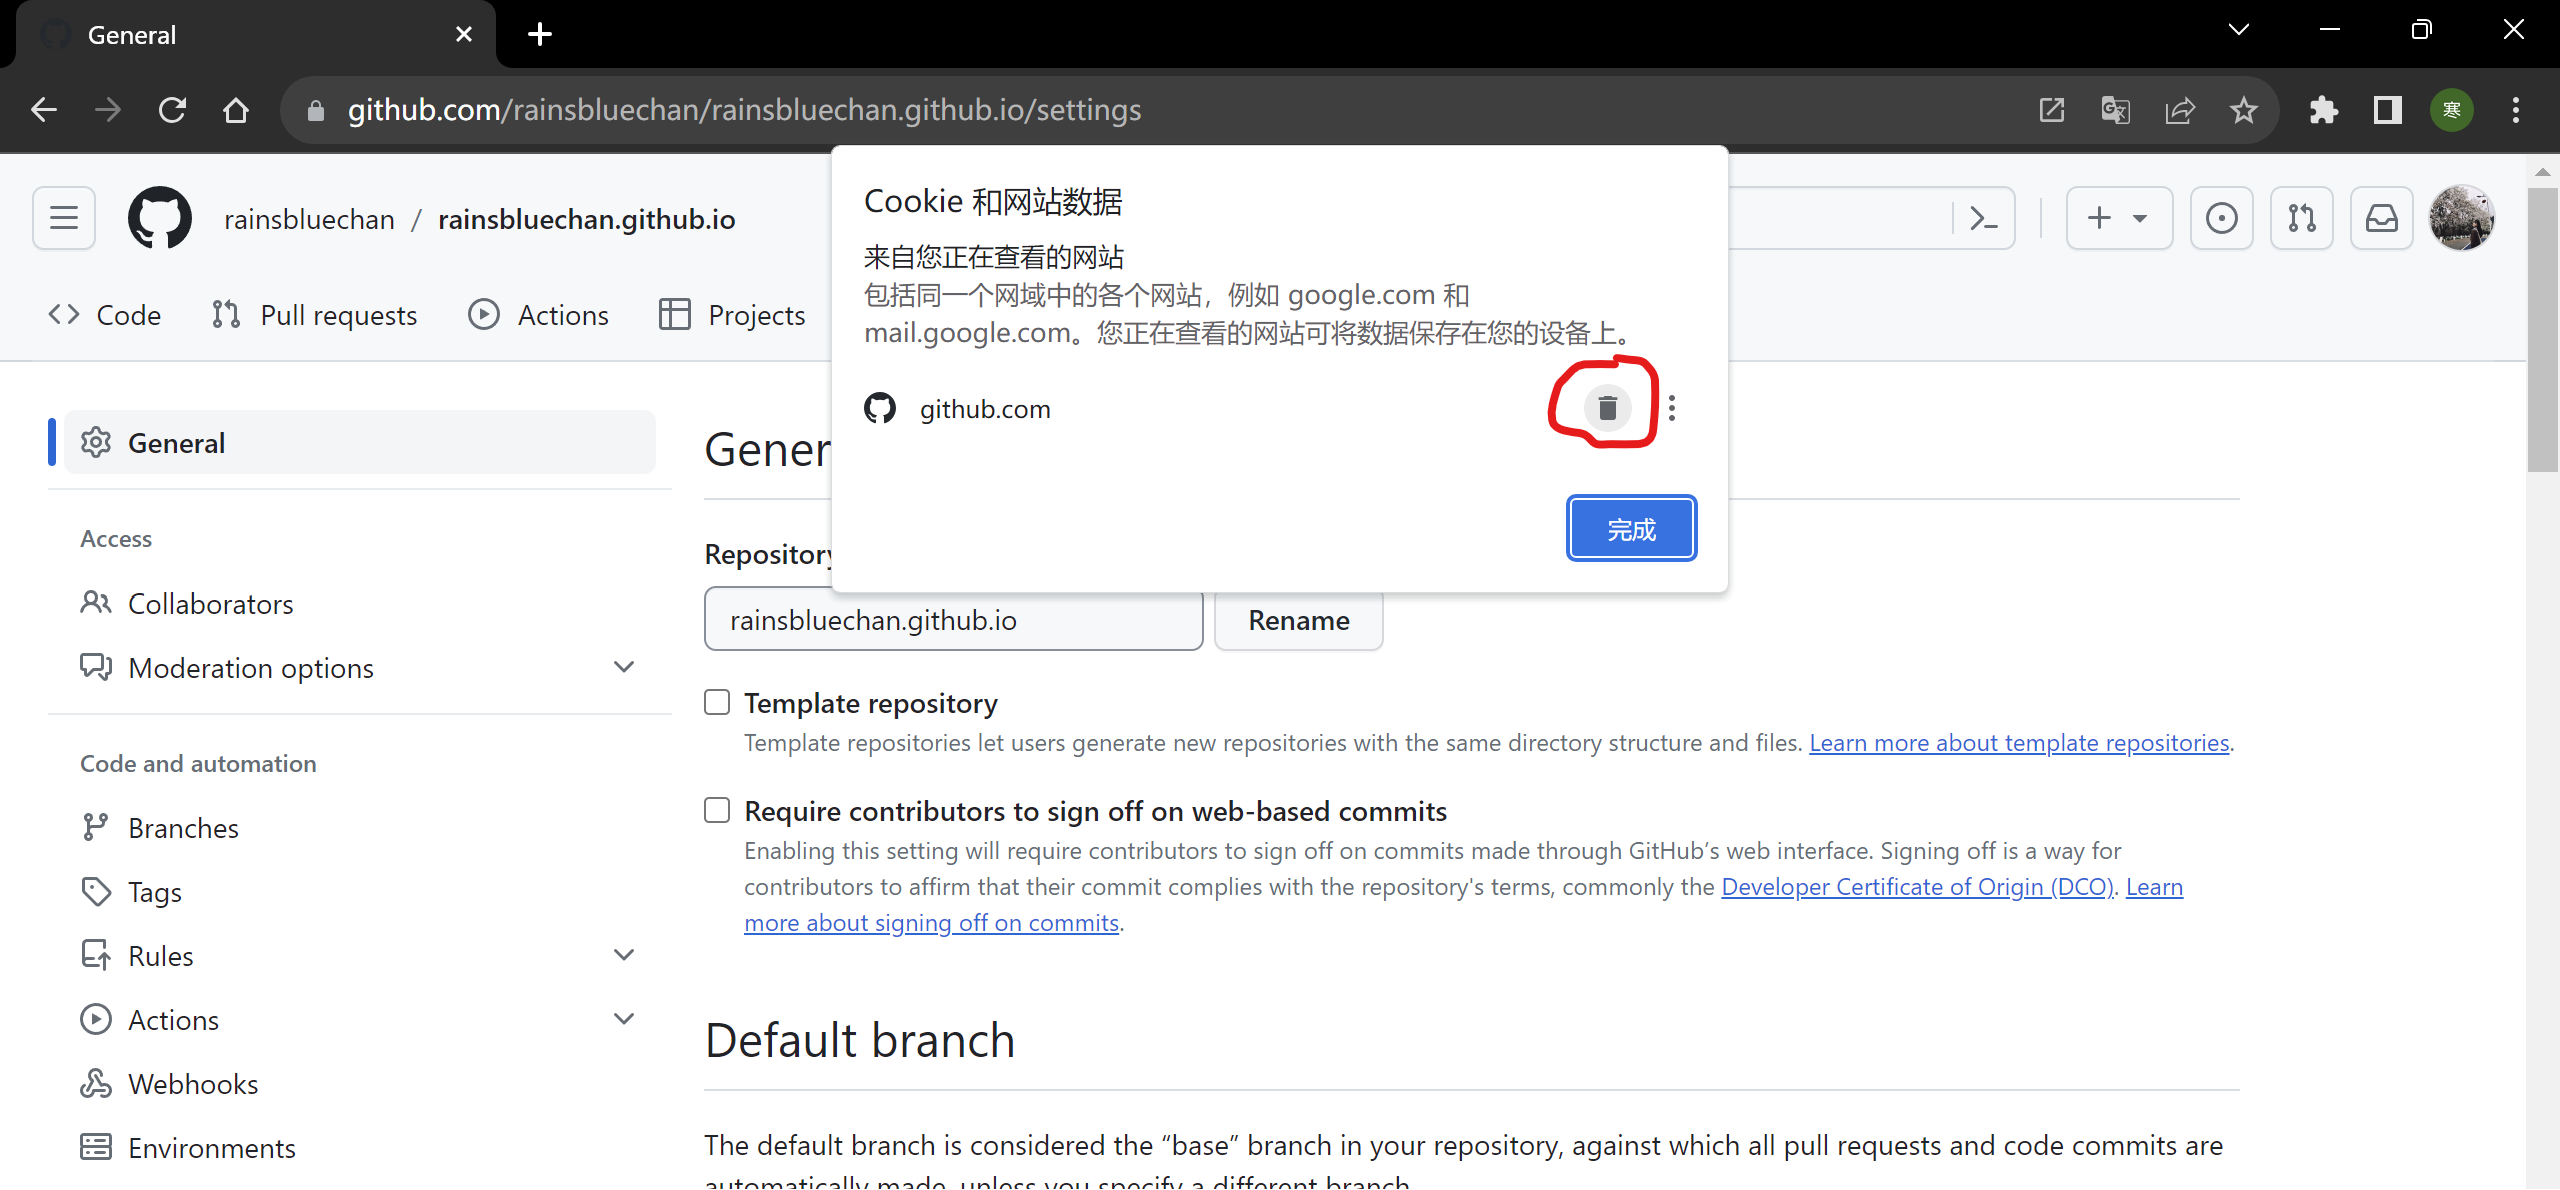 General
github.com/rainsbluechan/rainsbluechan.github.io/settings
寒
rainsbluechan / rainsbluechan.github.io
Code
Pull requests
Actions
Projects
Cookie 和网站数据
来自您正在查看的网站
包括同一个网域中的各个网站，例如 google.com 和
mail.google.com。您正在查看的网站可将数据保存在您的设备上。
github.com
完成
General
Access
Collaborators
Moderation options
Code and automation
Branches
Tags
Rules
Actions
Webhooks
Environments
Gener
Repository
rainsbluechan.github.io
Rename
Template repository
Template repositories let users generate new repositories with the same directory structure and files. Learn more about template repositories.
Require contributors to sign off on web-based commits
Enabling this setting will require contributors to sign off on commits made through GitHub’s web interface. Signing off is a way for
contributors to affirm that their commit complies with the repository's terms, commonly the Developer Certificate of Origin (DCO). Learn
more about signing off on commits.
Default branch
The default branch is considered the “base” branch in your repository, against which all pull requests and code commits are
automatically made, unless you specify a different branch.